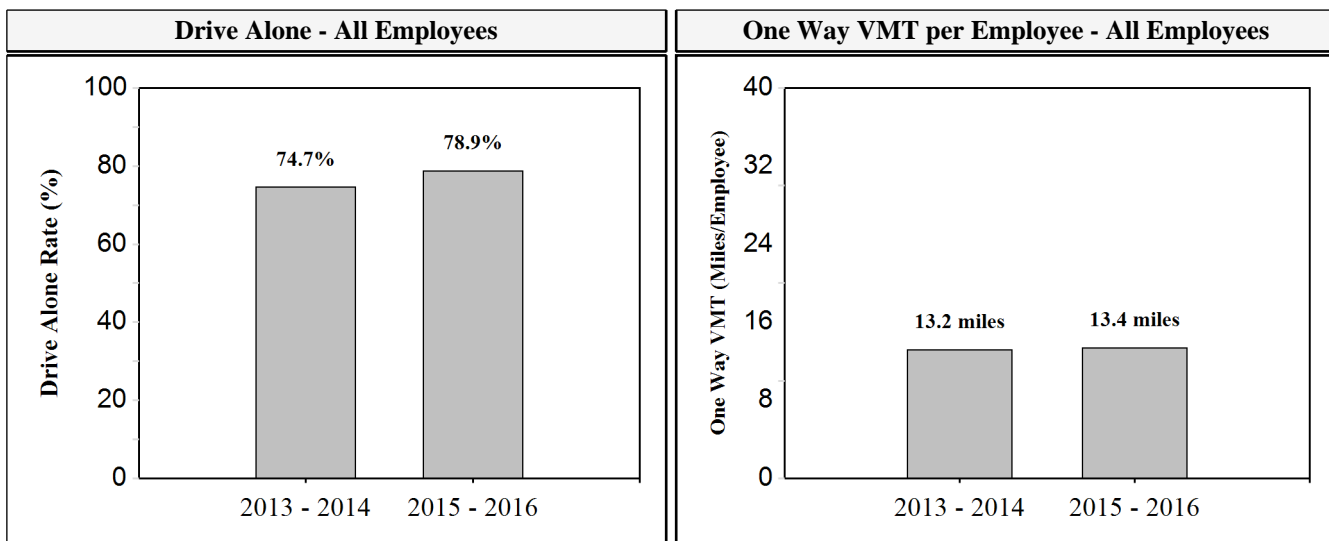 Drive Alone - All Employees
Drive Alone Rate (%)
100
80
60
40
20
0
74.7%
78.9%
2013 - 2014
2015 - 2016
One Way VMT per Employee - All Employees
One Way VMT (Miles/Employee)
40
32
24
16
8
0
13.2 miles
13.4 miles
2013 - 2014
2015 - 2016